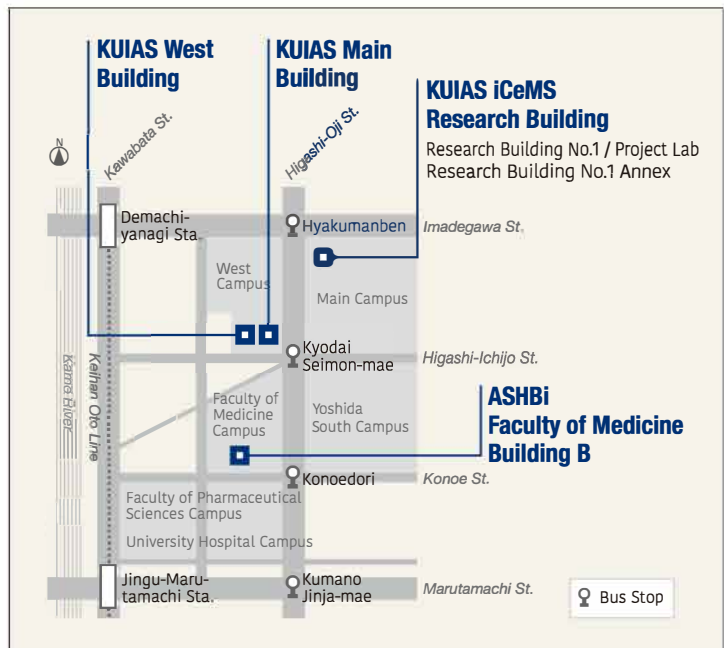 KUIAS West
Building
KUIAS Main
Building
KUIAS iCeMS
Research Building
Research Building No.1 / Project Lab
Research Building No.1 Annex
N
Kawabata St.
Higashi-Oji St.
Demachi-
yanagi Sta.
Hyakumanben
Imadegawa St.
West
Campus
Main Campus
Kyodai
Seimon-mae
Higashi-Ichijo St.
Kamo River
Keihan Oto Line
Faculty of
Medicine
Campus
Yoshida
South Campus
ASHBi
Faculty of Medicine
Building B
Konoedori
Konoe St.
Faculty of Pharmaceutical
Sciences Campus
University Hospital Campus
Jingu-Maru-
tamachi Sta.
Kumano
Jinja-mae
Marutamachi St.
Bus Stop